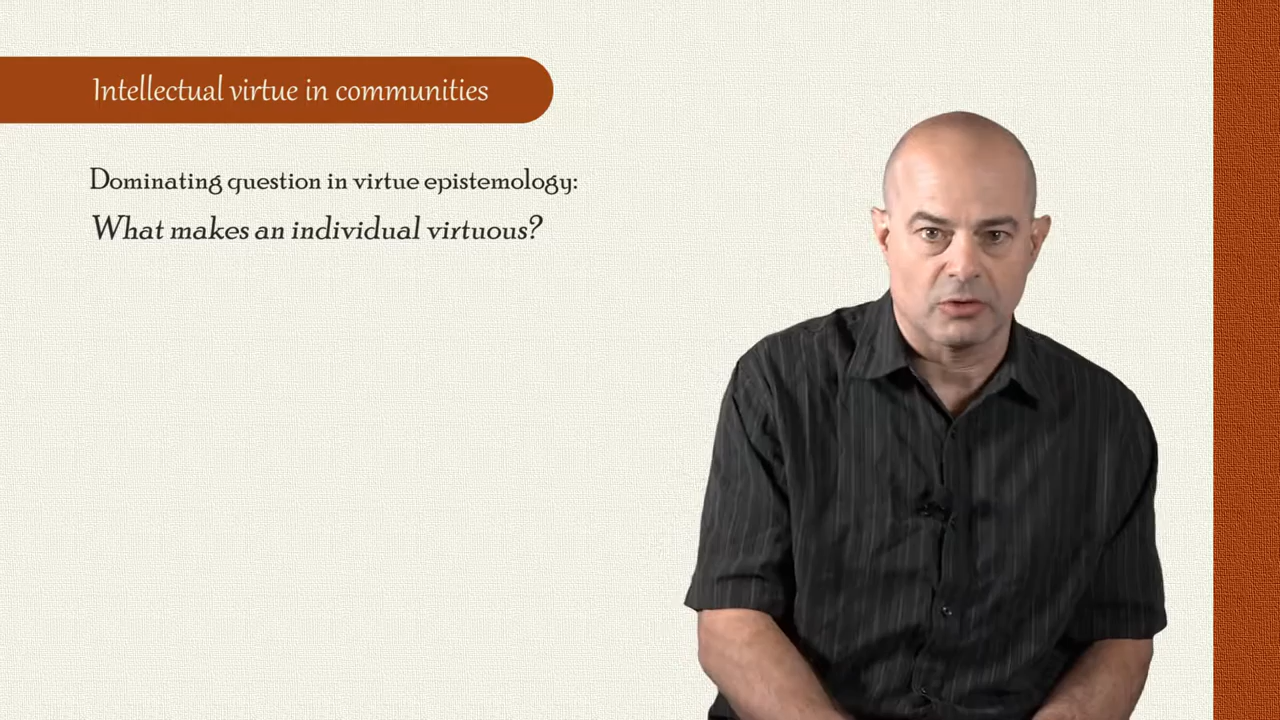 Intellectual virtue in communities
Dominating question in virtue epistemology:
What makes an individual virtuous?